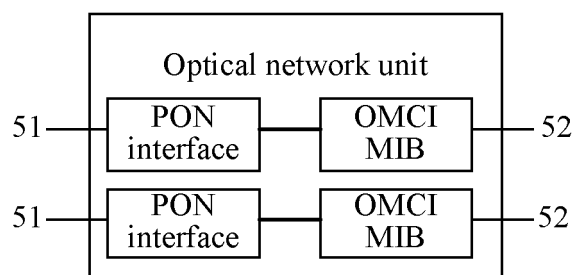 Optical network unit
51 PON interface OMCI MIB 52
51 PON interface OMCI MIB 52